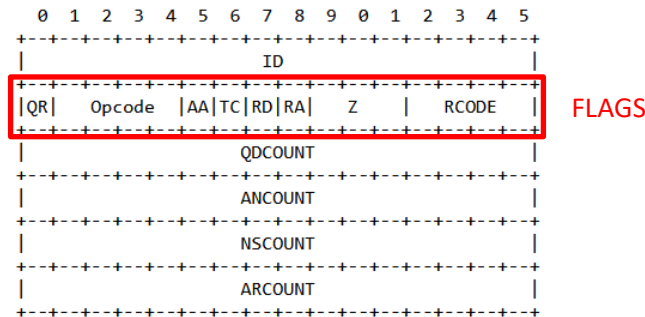 0 1 2 3 4 5 6 7 8 9 0 1 2 3 4 5
+--+--+--+--+--+--+--+--+--+--+--+--+--+--+--+--+
| ID |
+--+--+--+--+--+--+--+--+--+--+--+--+--+--+--+--+
|QR| Opcode |AA|TC|RD|RA| Z | RCODE | FLAGS
+--+--+--+--+--+--+--+--+--+--+--+--+--+--+--+--+
| QDCOUNT |
+--+--+--+--+--+--+--+--+--+--+--+--+--+--+--+--+
| ANCOUNT |
+--+--+--+--+--+--+--+--+--+--+--+--+--+--+--+--+
| NSCOUNT |
+--+--+--+--+--+--+--+--+--+--+--+--+--+--+--+--+
| ARCOUNT |
+--+--+--+--+--+--+--+--+--+--+--+--+--+--+--+--+